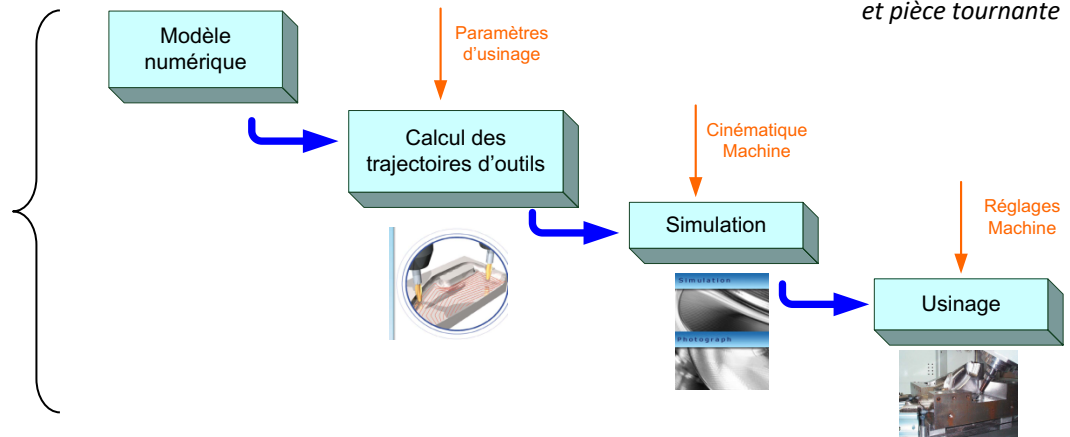 et pièce tournante
Modèle
numérique
Paramètres
d'usinage
Calcul des
trajectoires d'outils
Cinématique
Machine
Simulation
Réglages
Machine
Usinage
Simulation
Photograph